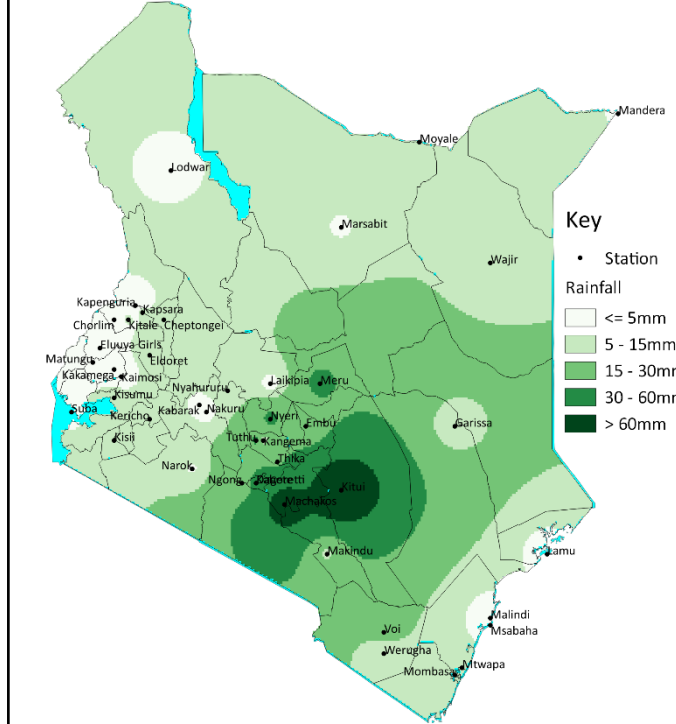 Mandera
Moyale
Lodwar
Marsabit
Wajir
Key
Station
Rainfall
<= 5mm
5 - 15mm
15 - 30mm
30 - 60mm
> 60mm
Kapenguria
Kapsara
Chorlim
Kitale
Cheptongei
Eluuya Girls
Eldoret
Matungu
Kakamega
Kaimosi
Nyahururu
Laikipia
Meru
Kisumu
Suba
Kabarak
Nakuru
Kericho
Nyeri
Embu
Garissa
Kisii
Tuthu
Kangema
Thika
Narok
Ngong
Kitui
Machakos
Makindu
Lamu
Malindi
Msabaha
Voi
Werugha
Mtwapa
Mombasa